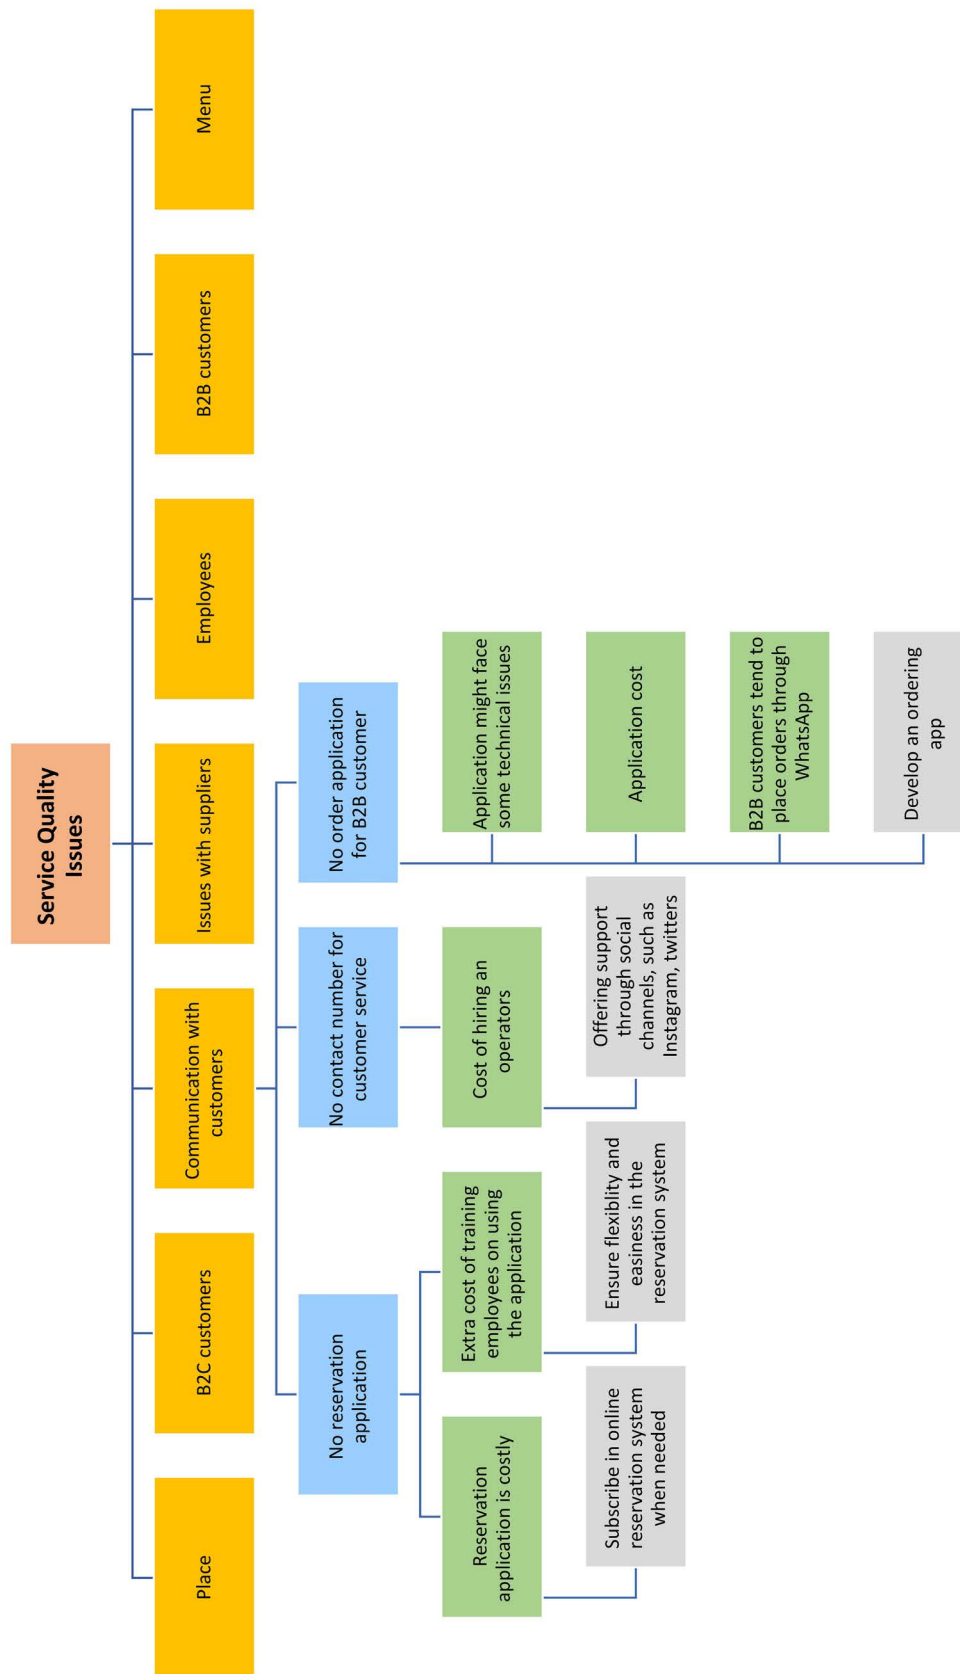 Service Quality
Issues
Place
B2C customers
Communication with
customers
Issues with suppliers
Employees
B2B customers
Menu
No reservation
application
No contact number for
customer service
No order application
for B2B customer
Reservation
application is costly
Extra cost of training
employees on using
the application
Cost of hiring an
operators
Application might face
some technical issues
Subscribe in online
reservation system
when needed
Ensure flexiblity and
easiness in the
reservation system
Offering support
through social
channels, such as
Instagram, twitters
Application cost
B2B customers tend to
place orders through
WhatsApp
Develop an ordering
app